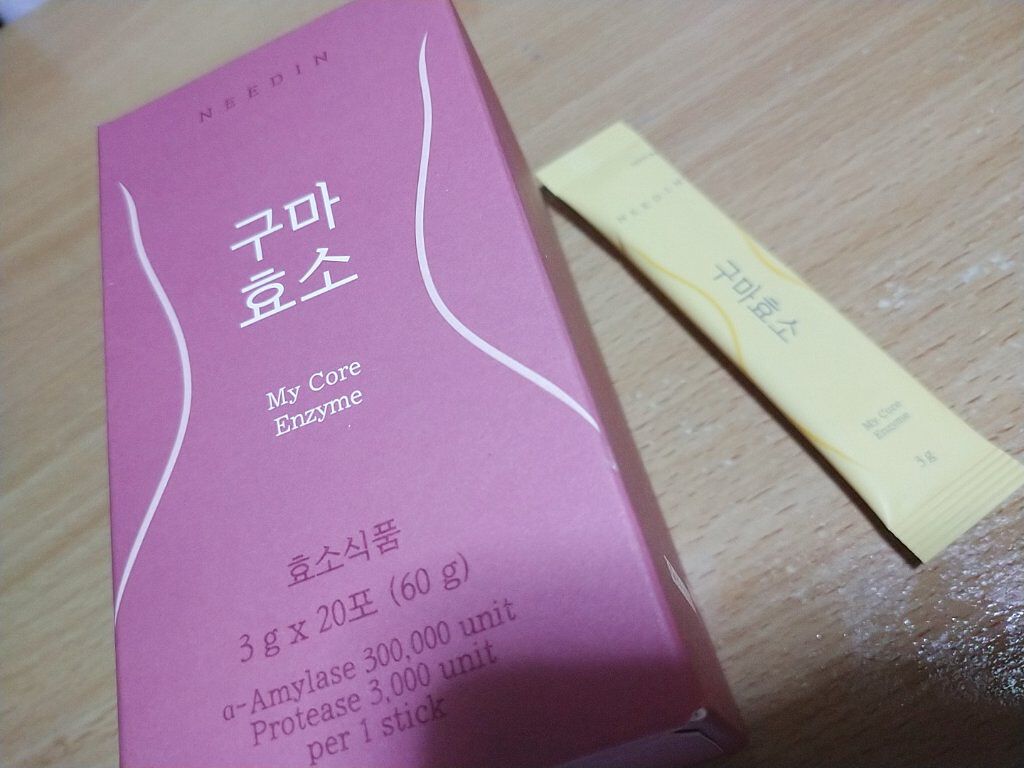 NEEDIN
구마
효소
My Core
Enzyme
효소식품
3 g x 20포 (60 g)
α-Amylase 300,000 unit
Protease 3,000 unit
per 1 stick
NEEDIN
구마효소
My Core
Enzyme
3 g